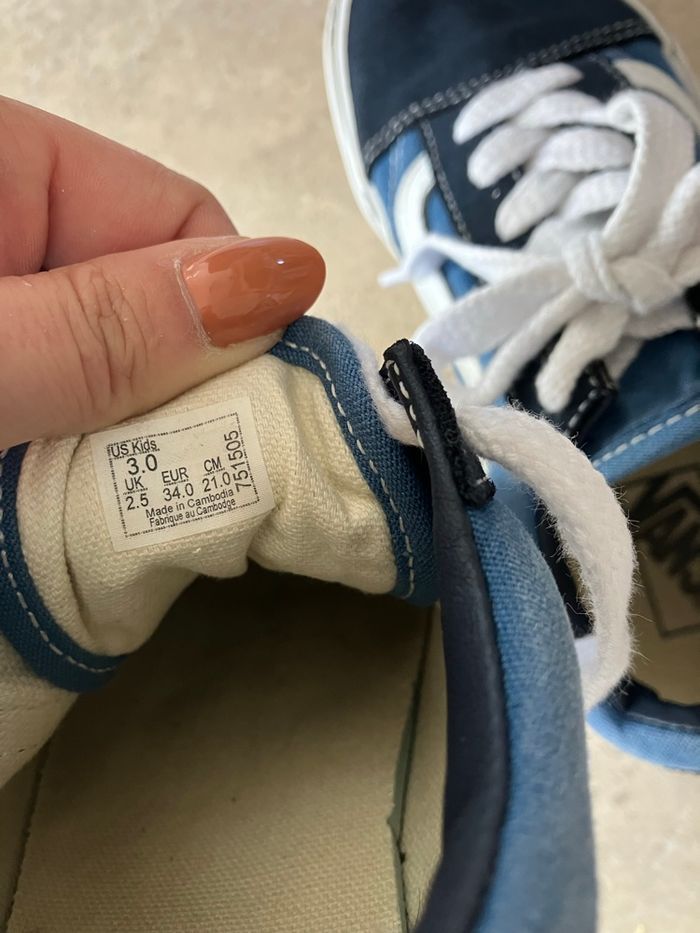 US Kids
3.0
UK EUR CM
2.5 34.0 21.0
751505
Made in Cambodia
Fabrique au Cambodge
VANS